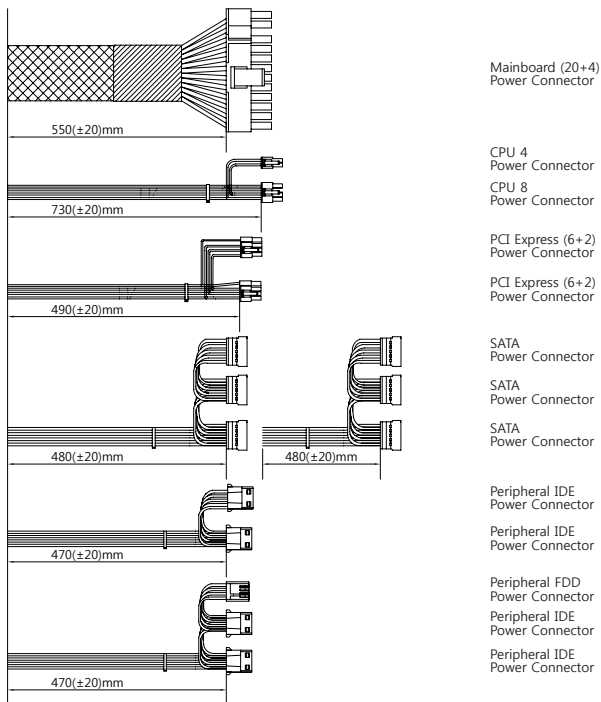 Mainboard (20+4)
Power Connector
550(±20)mm
CPU 4
Power Connector
CPU 8
Power Connector
730(±20)mm
PCI Express (6+2)
Power Connector
PCI Express (6+2)
Power Connector
490(±20)mm
SATA
Power Connector
SATA
Power Connector
SATA
Power Connector
480(±20)mm
480(±20)mm
Peripheral IDE
Power Connector
Peripheral IDE
Power Connector
470(±20)mm
Peripheral FDD
Power Connector
Peripheral IDE
Power Connector
Peripheral IDE
Power Connector
470(±20)mm